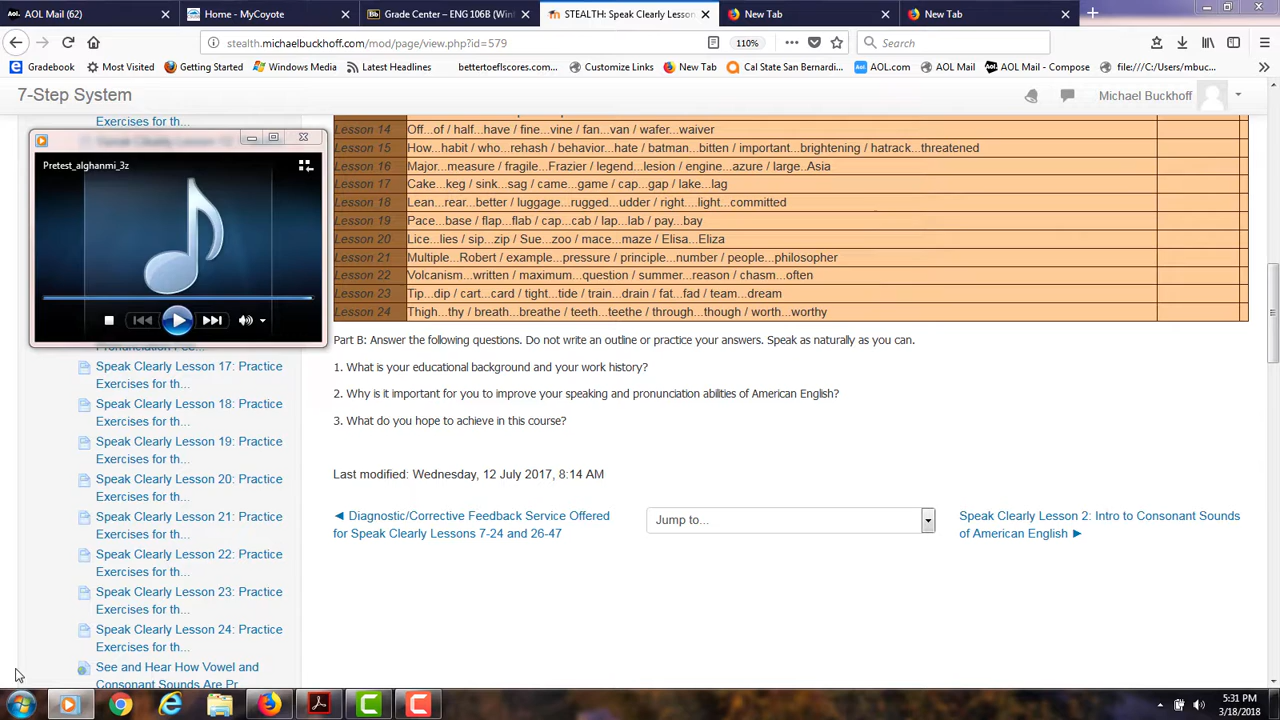 AOL Mail (62)
Home - MyCoyote
Grade Center – ENG 106B (Win
STEALTH: Speak Clearly Lesson
New Tab
New Tab
stealth.michaelbuckhoff.com/mod/page/view.php?id=579
110%
Search
Gradebook
Most Visited
Getting Started
Windows Media
Latest Headlines
bettertoeflscores.com...
Customize Links
New Tab
Cal State San Bernardi...
AOL.com
AOL Mail
AOL Mail - Compose
file:///C:/Users/mbuc...
7-Step System
Michael Buckhoff
Exercises for th...
Pretest_alghanmi_3z
Speak Clearly Lesson 17: Practice
Exercises for th...
Speak Clearly Lesson 18: Practice
Exercises for th...
Speak Clearly Lesson 19: Practice
Exercises for th...
Speak Clearly Lesson 20: Practice
Exercises for th...
Speak Clearly Lesson 21: Practice
Exercises for th...
Speak Clearly Lesson 22: Practice
Exercises for th...
Speak Clearly Lesson 23: Practice
Exercises for th...
Speak Clearly Lesson 24: Practice
Exercises for th...
See and Hear How Vowel and
Consonant Sounds Are Pr...
Lesson 14 Off...of / half...have / fine...vine / fan...van / wafer...waiver
Lesson 15 How...habit / who...rehash / behavior...hate / batman...bitten / important...brightening / hatrack...threatened
Lesson 16 Major...measure / fragile...Frazier / legend...lesion / engine...azure / large..Asia
Lesson 17 Cake...keg / sink...sag / came...game / cap...gap / lake...lag
Lesson 18 Lean...rear...better / luggage...rugged...udder / right....light...committed
Lesson 19 Pace...base / flap...flab / cap...cab / lap...lab / pay...bay
Lesson 20 Lice...lies / sip...zip / Sue...zoo / mace...maze / Elisa...Eliza
Lesson 21 Multiple...Robert / example...pressure / principle...number / people...philosopher
Lesson 22 Volcanism...written / maximum...question / summer...reason / chasm...often
Lesson 23 Tip...dip / cart...card / tight...tide / train...drain / fat...fad / team...dream
Lesson 24 Thigh...thy / breath...breathe / teeth...teethe / through...though / worth...worthy
Part B: Answer the following questions. Do not write an outline or practice your answers. Speak as naturally as you can.
1. What is your educational background and your work history?
2. Why is it important for you to improve your speaking and pronunciation abilities of American English?
3. What do you hope to achieve in this course?
Last modified: Wednesday, 12 July 2017, 8:14 AM
◄ Diagnostic/Corrective Feedback Service Offered
for Speak Clearly Lessons 7-24 and 26-47
Jump to...
Speak Clearly Lesson 2: Intro to Consonant Sounds
of American English ►
5:31 PM
3/18/2018